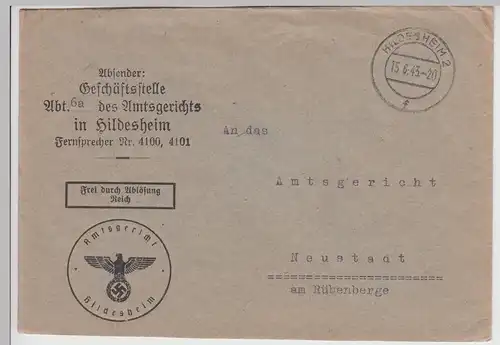 Absender:
Geschäftsstelle
Abt. 6a des Amtsgerichts
in Hildesheim
Fernsprecher Nr. 4100, 4101
Frei durch Ablösung
Reich
Amtsgericht
Hildesheim
HILDESHEIM 2
15.6.43.-20
f
An das
Amtsgericht
Neustadt
am Rübenberge